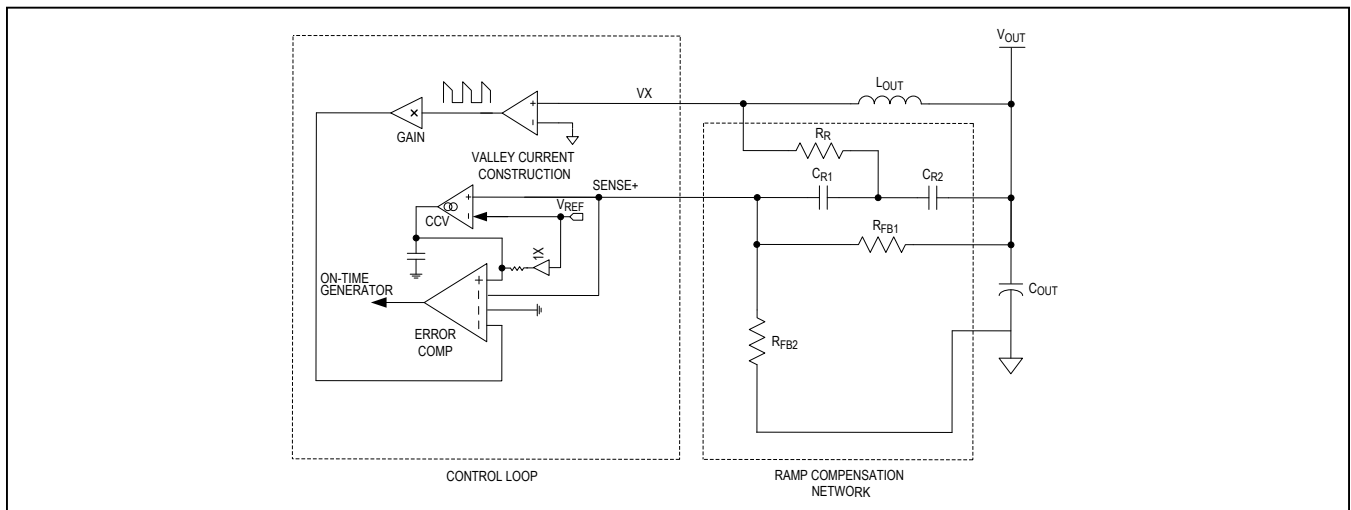 VOUT
LOUT
VX
GAIN
RR
VALLEY CURRENT
CONSTRUCTION
CR1
CR2
SENSE+
VREF
CCV
RFB1
1X
ON-TIME
GENERATOR
COUT
ERROR
COMP
RFB2
CONTROL LOOP
RAMP COMPENSATION
NETWORK